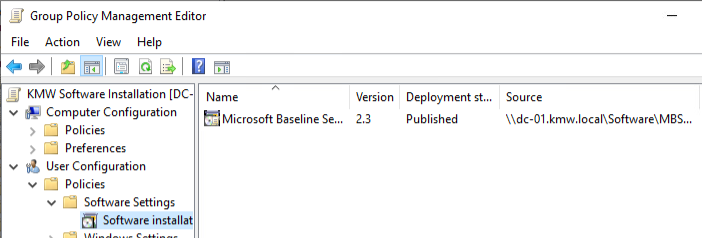 Group Policy Management Editor
File Action View Help
KMW Software Installation [DC-
Computer Configuration
Policies
Preferences
User Configuration
Policies
Software Settings
Software installat
Windows Settings
Name Version Deployment st... Source
Microsoft Baseline Se... 2.3 Published \\dc-01.kmw.local\Software\MBS...